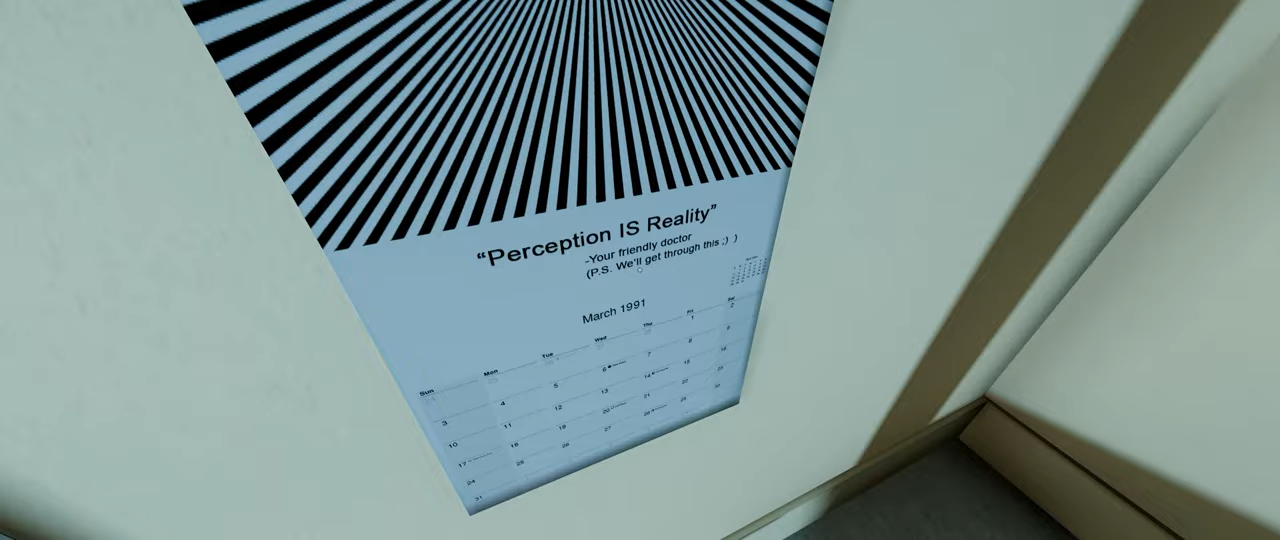 “Perception IS Reality”
-Your friendly doctor
(P.S. We'll get through this ;) )
March 1991
Sun Mon Tue Wed Thu Fri Sat
1 2
3 4 5 6 7 8 9
10 11 12 13 14 15 16
17 18 19 20 21 22 23
24 25 26 27 28 29 30
31